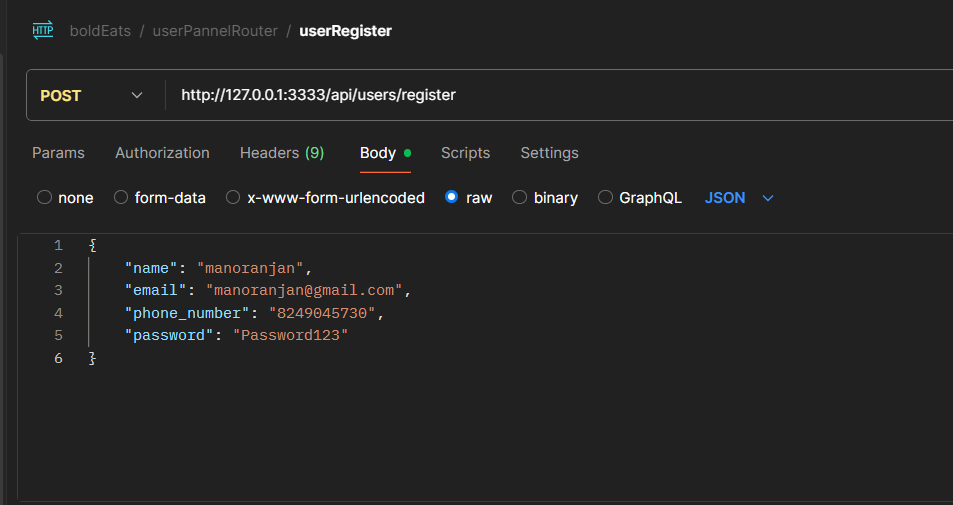 HTTP boldEats / userPannelRouter / userRegister
POST http://127.0.0.1:3333/api/users/register
Params Authorization Headers (9) Body Scripts Settings
none form-data x-www-form-urlencoded raw binary GraphQL JSON
1 {
2 "name": "manoranjan",
3 "email": "manoranjan@gmail.com",
4 "phone_number": "8249045730",
5 "password": "Password123"
6 }